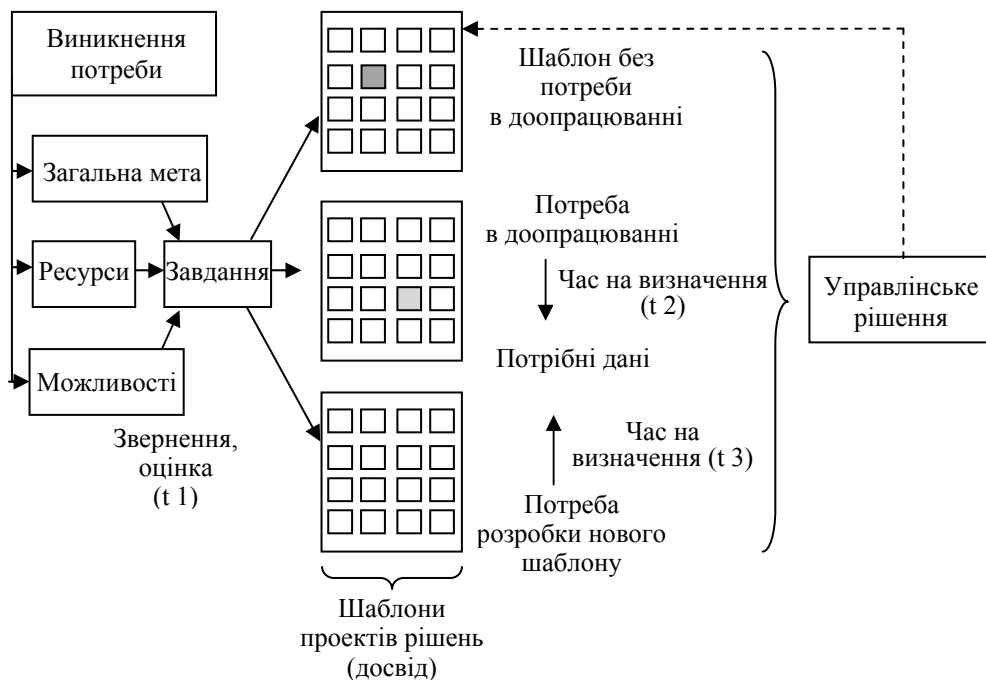 Виникнення
потреби
Загальна мета
Ресурси
Завдання
Можливості
Звернення,
оцінка
(t 1)
Шаблон без
потреби
в доопрацюванні
Потреба
в доопрацюванні
Час на визначення
(t 2)
Потрібні дані
Час на
визначення (t 3)
Потреба
розробки нового
шаблону
Управлінське
рішення
Шаблони
проектів рішень
(досвід)